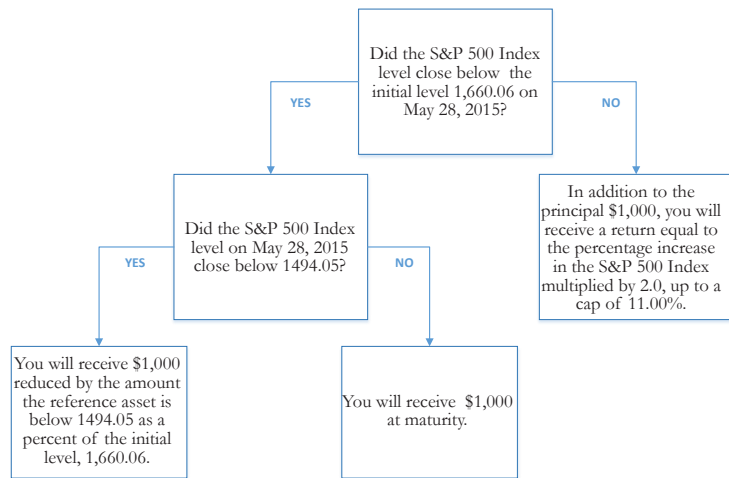 Did the S&P 500 Index
level close below the
initial level 1,660.06 on
May 28, 2015?
YES
NO
Did the S&P 500 Index
level on May 28, 2015
close below 1494.05?
In addition to the
principal $1,000, you will
receive a return equal to
the percentage increase
in the S&P 500 Index
multiplied by 2.0, up to a
cap of 11.00%.
YES
NO
You will receive $1,000
reduced by the amount
the reference asset is
below 1494.05 as a
percent of the initial
level, 1,660.06.
You will receive $1,000
at maturity.